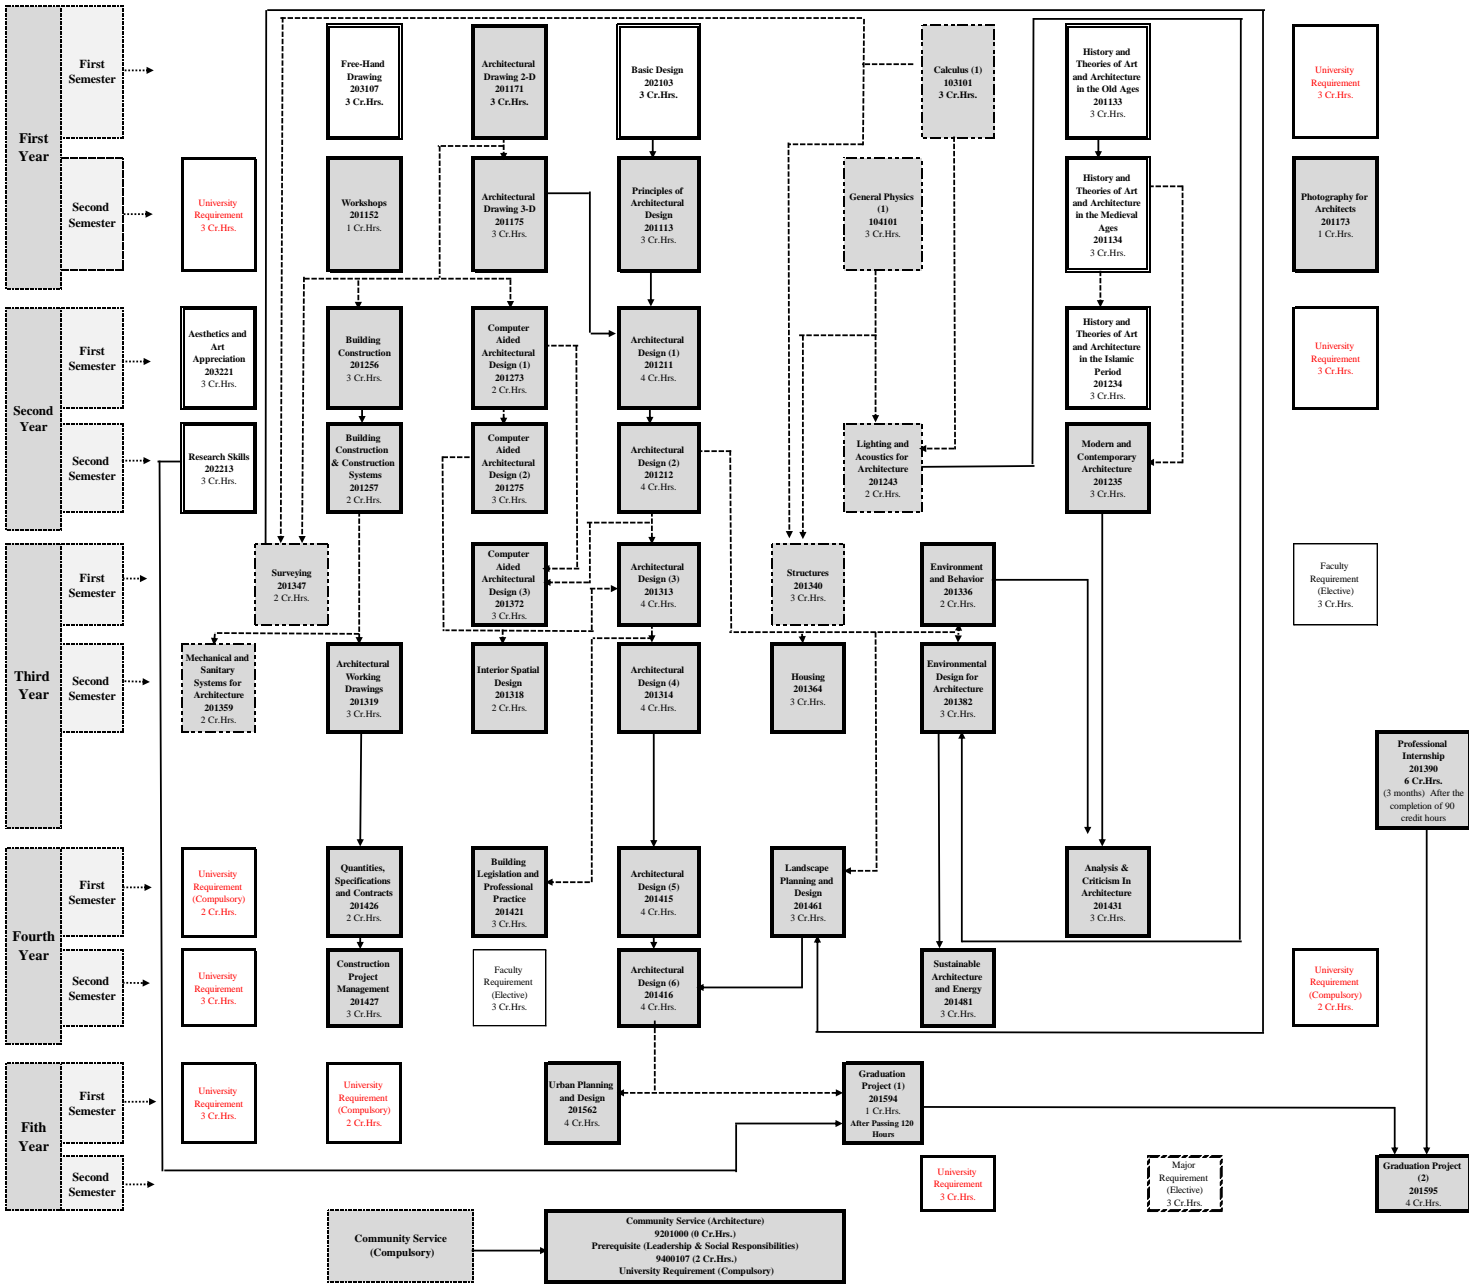 First
Year
First
Semester
Free-Hand
Drawing
203107
3 Cr.Hrs.
Architectural
Drawing 2-D
201171
3 Cr.Hrs.
Basic Design
202103
3 Cr.Hrs.
Calculus (1)
103101
3 Cr.Hrs.
History and
Theories of Art
and Architecture
in the Old Ages
201133
3 Cr.Hrs.
University
Requirement
3 Cr.Hrs.
Second
Semester
University
Requirement
3 Cr.Hrs.
Workshops
201152
1 Cr.Hrs.
Architectural
Drawing 3-D
201175
3 Cr.Hrs.
Principles of
Architectural
Design
201113
3 Cr.Hrs.
General Physics
(1)
104101
3 Cr.Hrs.
History and
Theories of Art
and Architecture
in the Medieval
Ages
201134
3 Cr.Hrs.
Photography for
Architects
201173
1 Cr.Hrs.
Second
Year
First
Semester
Aesthetics and
Art
Appreciation
203221
3 Cr.Hrs.
Building
Construction
201256
3 Cr.Hrs.
Computer
Aided
Architectural
Design (1)
201273
2 Cr.Hrs.
Architectural
Design (1)
201211
4 Cr.Hrs.
History and
Theories of Art
and Architecture
in the Islamic
Period
201234
3 Cr.Hrs.
University
Requirement
3 Cr.Hrs.
Second
Semester
Research Skills
202213
3 Cr.Hrs.
Building
Construction
& Construction
Systems
201257
2 Cr.Hrs.
Computer
Aided
Architectural
Design (2)
201275
3 Cr.Hrs.
Architectural
Design (2)
201212
4 Cr.Hrs.
Lighting and
Acoustics for
Architecture
201243
2 Cr.Hrs.
Modern and
Contemporary
Architecture
201235
3 Cr.Hrs.
Third
Year
First
Semester
Surveying
201347
2 Cr.Hrs.
Computer
Aided
Architectural
Design (3)
201372
3 Cr.Hrs.
Architectural
Design (3)
201313
4 Cr.Hrs.
Structures
201340
3 Cr.Hrs.
Environment
and Behavior
201336
2 Cr.Hrs.
Faculty
Requirement
(Elective)
3 Cr.Hrs.
Second
Semester
Mechanical and
Sanitary
Systems for
Architecture
201359
2 Cr.Hrs.
Architectural
Working
Drawings
201319
3 Cr.Hrs.
Interior Spatial
Design
201318
2 Cr.Hrs.
Architectural
Design (4)
201314
4 Cr.Hrs.
Housing
201364
3 Cr.Hrs.
Environmental
Design for
Architecture
201382
3 Cr.Hrs.
Professional
Internship
201390
6 Cr.Hrs.
(3 months) After the
completion of 90
credit hours
Fourth
Year
First
Semester
University
Requirement
(Compulsory)
2 Cr.Hrs.
Quantities,
Specifications
and Contracts
201426
2 Cr.Hrs.
Building
Legislation and
Professional
Practice
201421
3 Cr.Hrs.
Architectural
Design (5)
201415
4 Cr.Hrs.
Landscape
Planning and
Design
201461
3 Cr.Hrs.
Analysis &
Criticism In
Architecture
201431
3 Cr.Hrs.
Second
Semester
University
Requirement
3 Cr.Hrs.
Construction
Project
Management
201427
3 Cr.Hrs.
Faculty
Requirement
(Elective)
3 Cr.Hrs.
Architectural
Design (6)
201416
4 Cr.Hrs.
Sustainable
Architecture
and Energy
201481
3 Cr.Hrs.
University
Requirement
(Compulsory)
2 Cr.Hrs.
Fith
Year
First
Semester
University
Requirement
3 Cr.Hrs.
University
Requirement
(Compulsory)
2 Cr.Hrs.
Urban Planning
and Design
201562
4 Cr.Hrs.
Graduation
Project (1)
201594
1 Cr.Hrs.
After Passing 120
Hours
Second
Semester
University
Requirement
3 Cr.Hrs.
Major
Requirement
(Elective)
3 Cr.Hrs.
Graduation Project
(2)
201595
4 Cr.Hrs.
Community Service
(Compulsory)
Community Service (Architecture)
9201000 (0 Cr.Hrs.)
Prerequisite (Leadership & Social Responsibilities)
9400107 (2 Cr.Hrs.)
University Requirement (Compulsory)